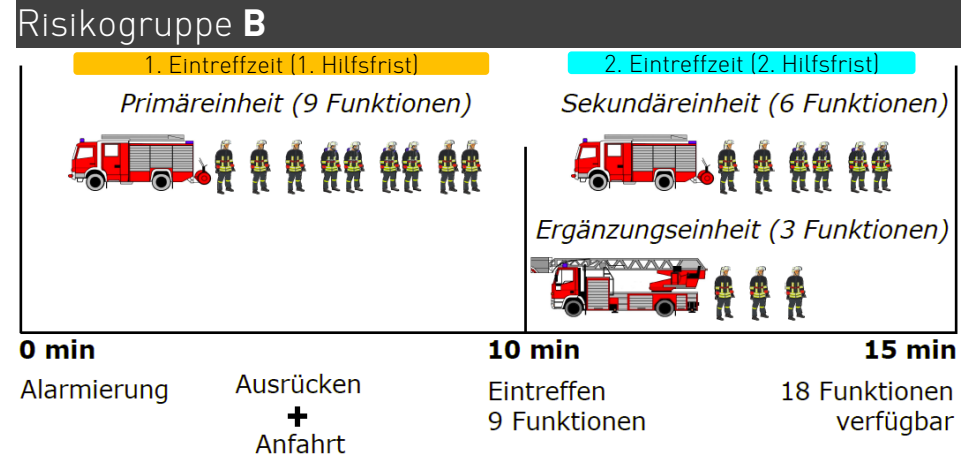 Risikogruppe B
1. Eintreffzeit (1. Hilfsfrist)
2. Eintreffzeit (2. Hilfsfrist)
Primäreinheit (9 Funktionen)
Sekundäreinheit (6 Funktionen)
Ergänzungseinheit (3 Funktionen)
0 min
10 min
15 min
Alarmierung
Ausrücken
+
Anfahrt
Eintreffen
9 Funktionen
18 Funktionen
verfügbar